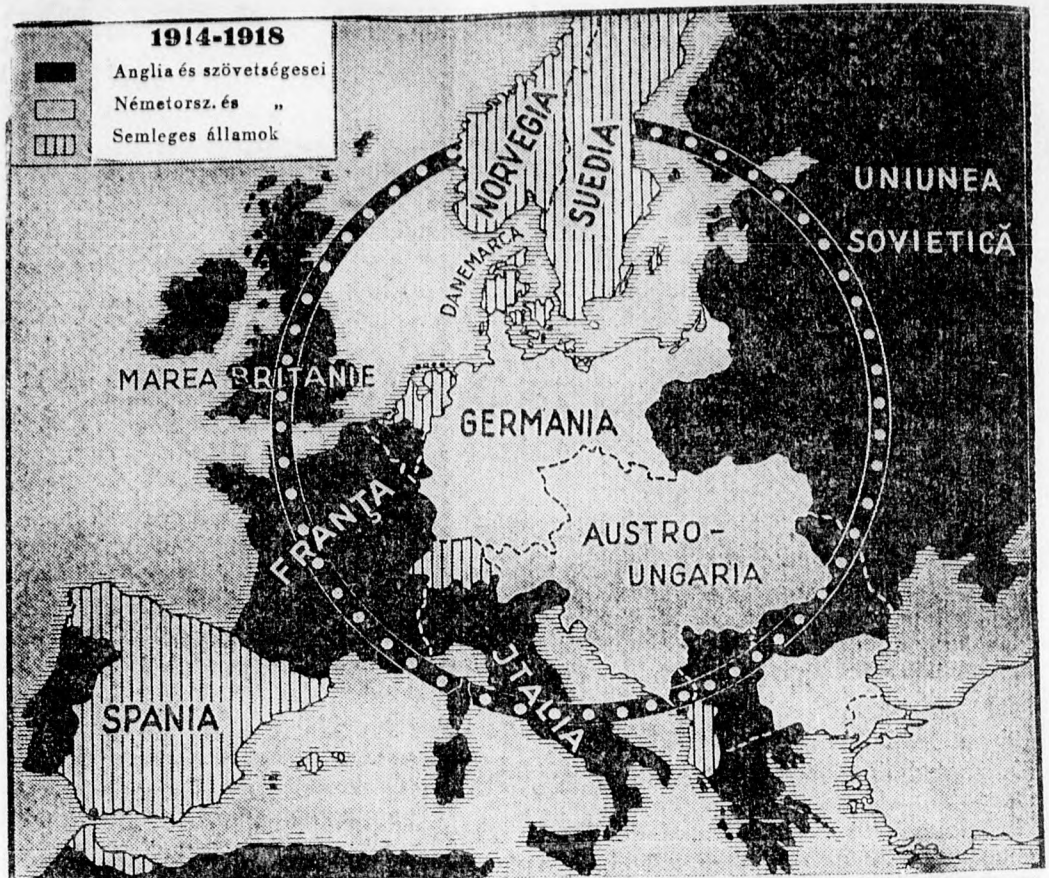 1914-1918
Anglia és szövetségesei
Németorsz. és „
Semleges államok
NORVEGIA
SUEDIA
UNIUNEA
SOVIETICĂ
DANEMARCA
MAREA BRITANIE
GERMANIA
FRANŢA
AUSTRO-
UNGARIA
JTALIA
SPANIA